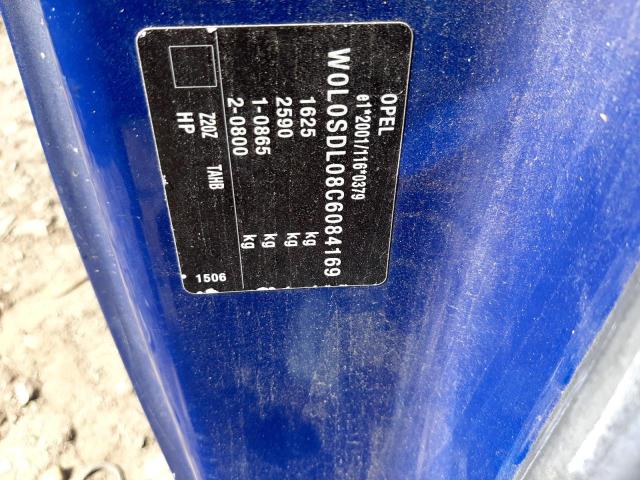 OPEL
e1*2001/116*0379
W0L0SDL08C6084169
1625 kg
2590 kg
1-0865 kg
2-0800 kg
Z20Z TAHB
HP
1506